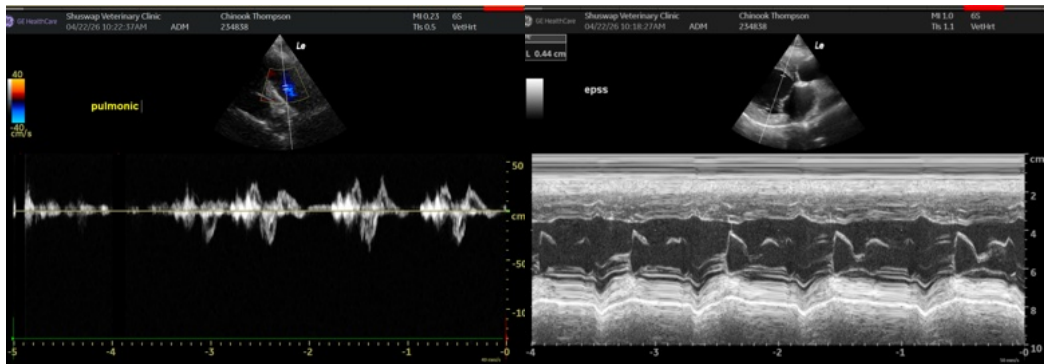 GE HealthCare
Shuswap Veterinary Clinic Chinook Thompson MI 0.23 6S
04/22/26 10:22:37AM ADM 234838 TIs 0.5 VetHrt
Le
40
-40
cm/s
pulmonic
50
cm
-50
-10
-5 -4 -3 -2 -1 -0
GE HealthCare
Shuswap Veterinary Clinic Chinook Thompson MI 1.0 6S
04/22/26 10:18:27AM ADM 234838 TIs 1.1 VetHrt
L 0.44 cm
Le
epss
cm
2
4
6
8
10
-4 -3 -2 -1 -0